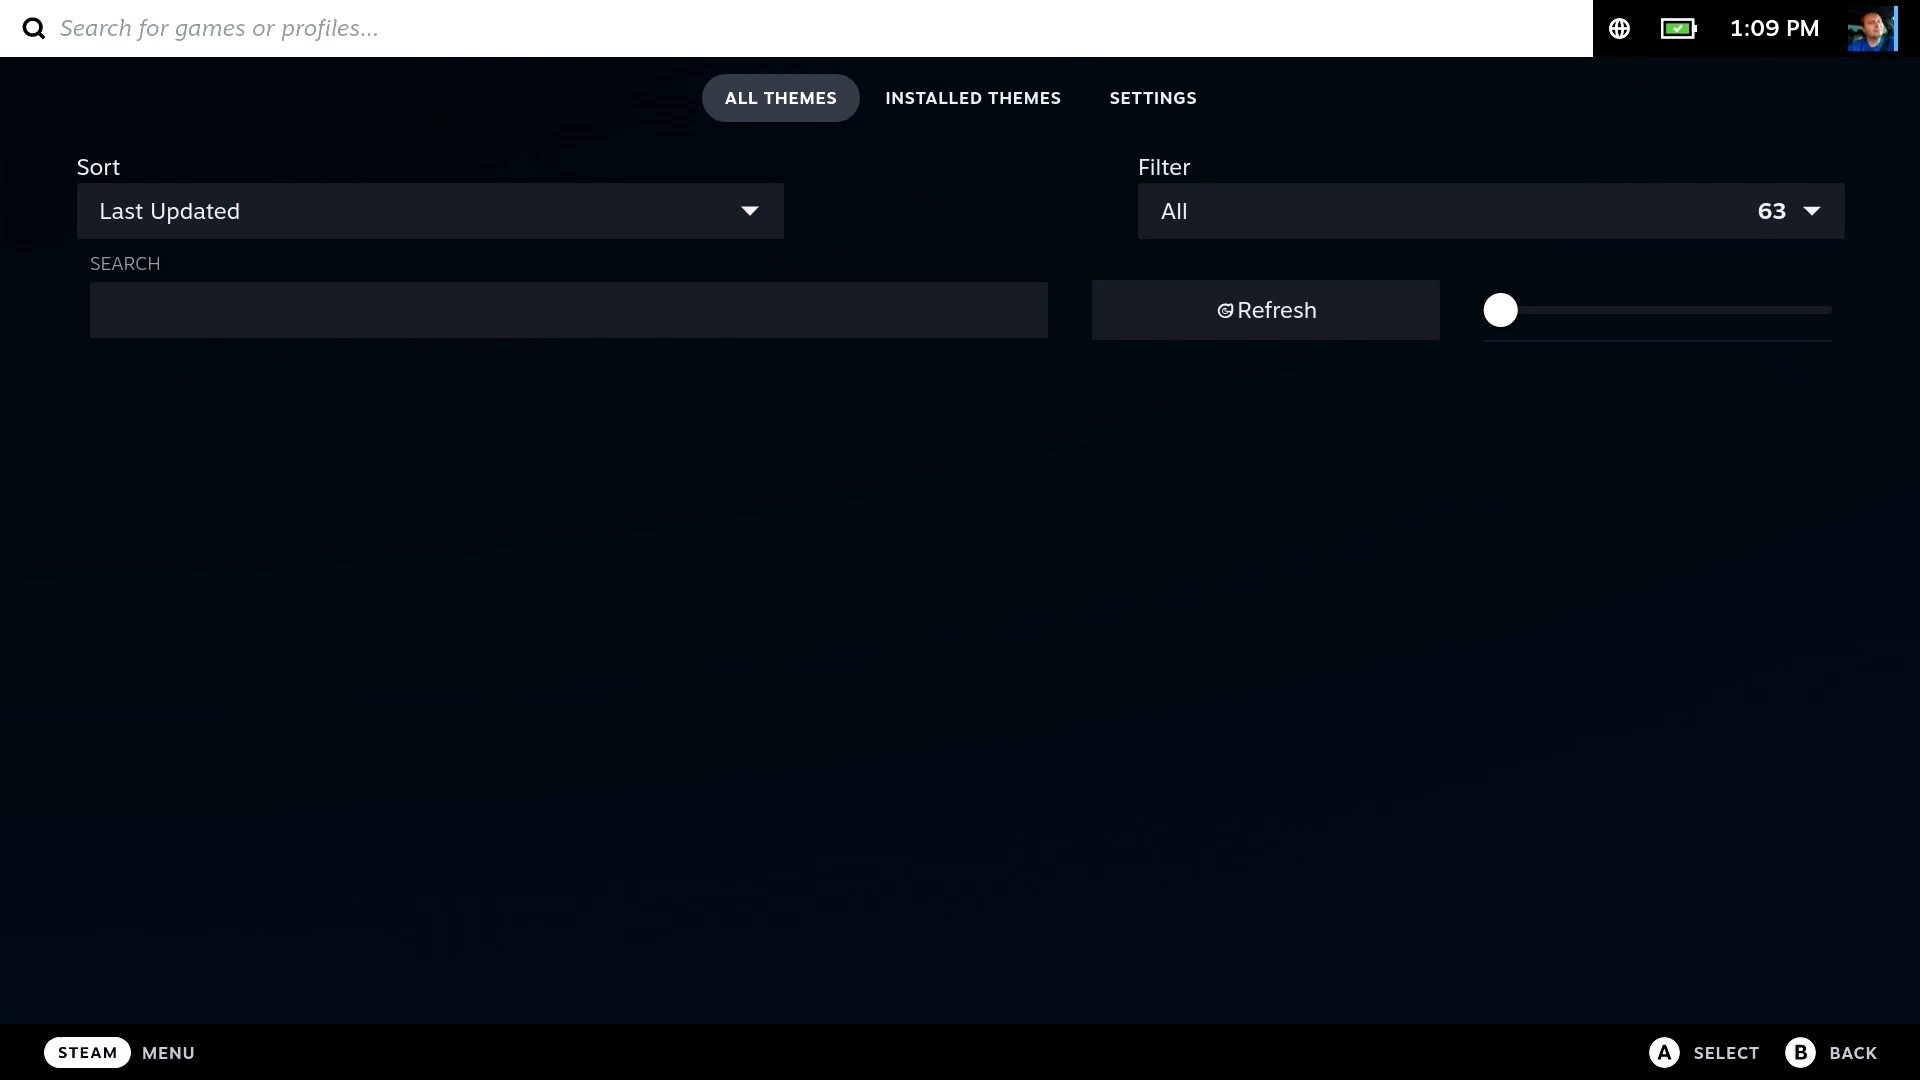 Search for games or profiles...
1:09 PM
ALL THEMES INSTALLED THEMES SETTINGS
Sort
Last Updated
Filter
All 63
SEARCH
Refresh
STEAM MENU
A SELECT B BACK